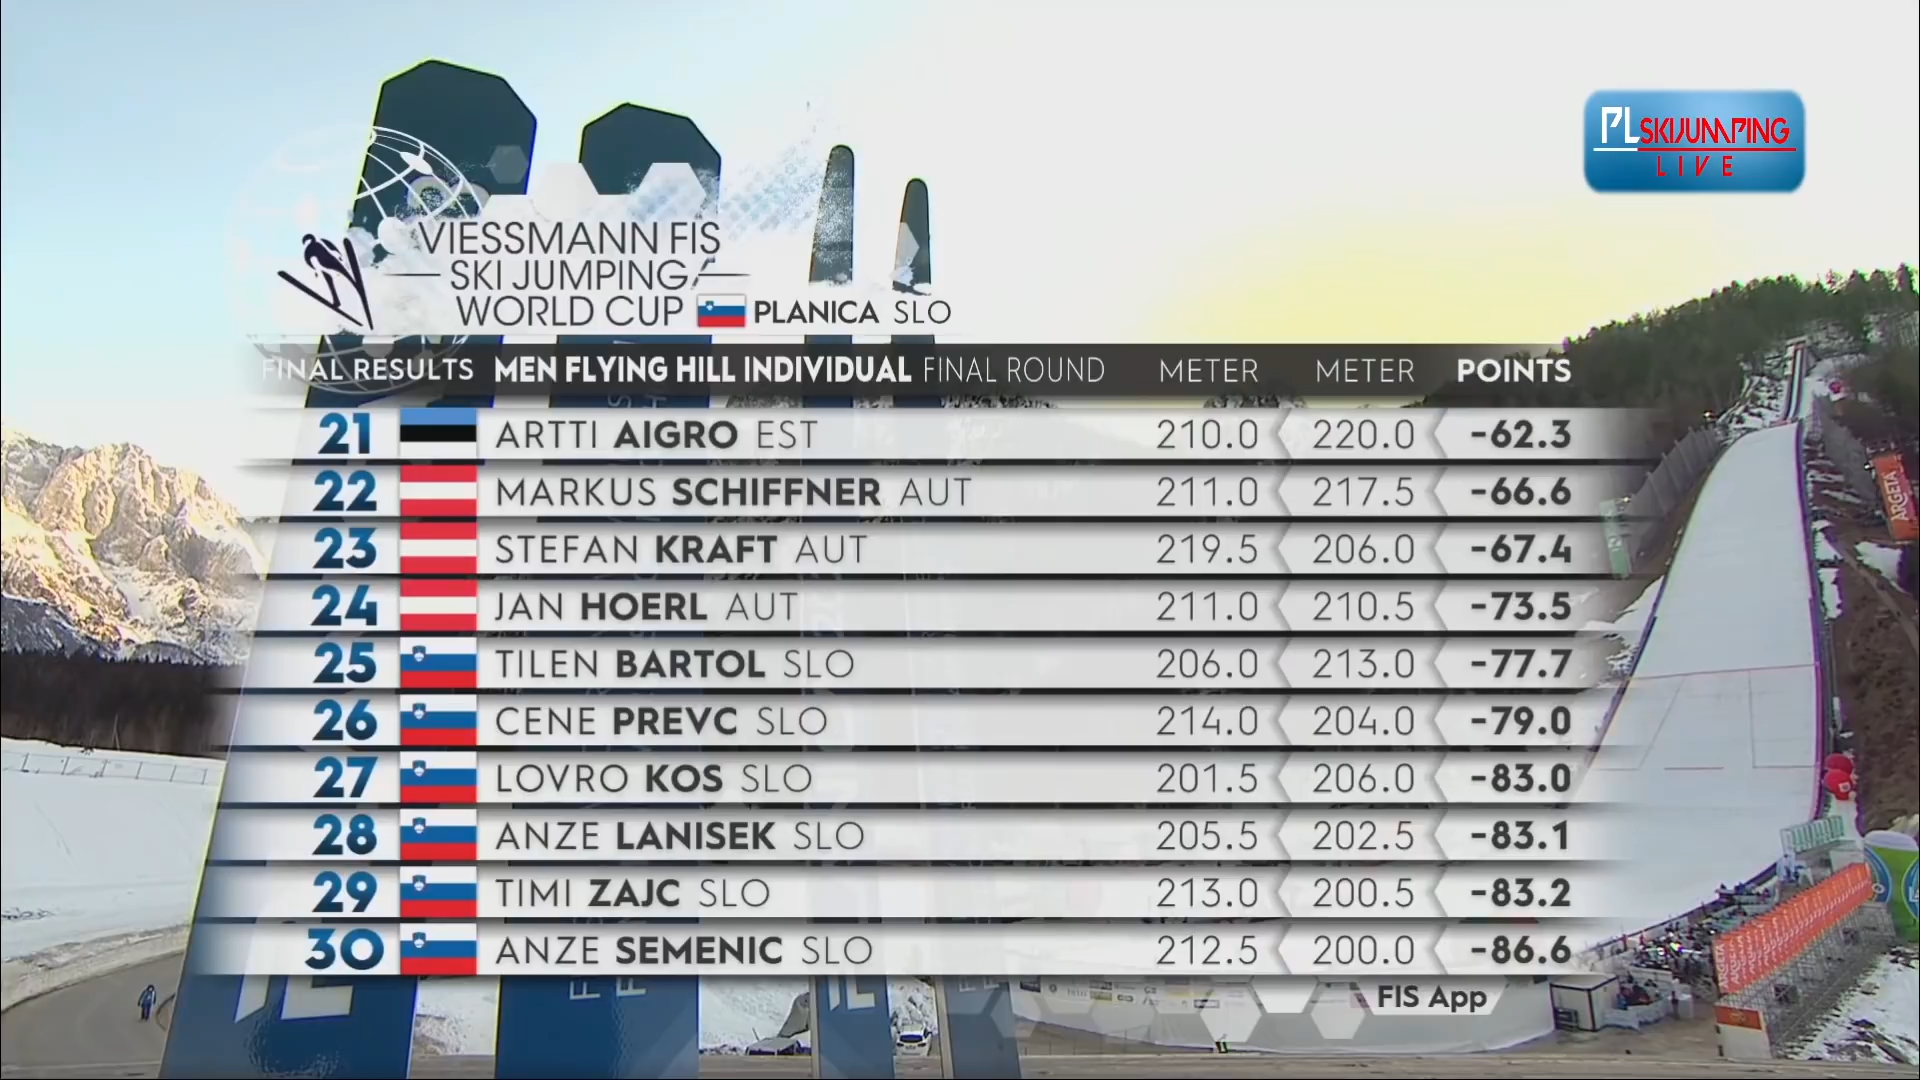 PLSKIJUMPING
LIVE
VIESSMANN FIS
SKI JUMPING
WORLD CUP PLANICA SLO
FINAL RESULTS MEN FLYING HILL INDIVIDUAL FINAL ROUND METER METER POINTS
21 ARTTI AIGRO EST 210.0 220.0 -62.3
22 MARKUS SCHIFFNER AUT 211.0 217.5 -66.6
23 STEFAN KRAFT AUT 219.5 206.0 -67.4
24 JAN HOERL AUT 211.0 210.5 -73.5
25 TILEN BARTOL SLO 206.0 213.0 -77.7
26 CENE PREVC SLO 214.0 204.0 -79.0
27 LOVRO KOS SLO 201.5 206.0 -83.0
28 ANZE LANISEK SLO 205.5 202.5 -83.1
29 TIMI ZAJC SLO 213.0 200.5 -83.2
30 ANZE SEMENIC SLO 212.5 200.0 -86.6
FIS App
ARGETA